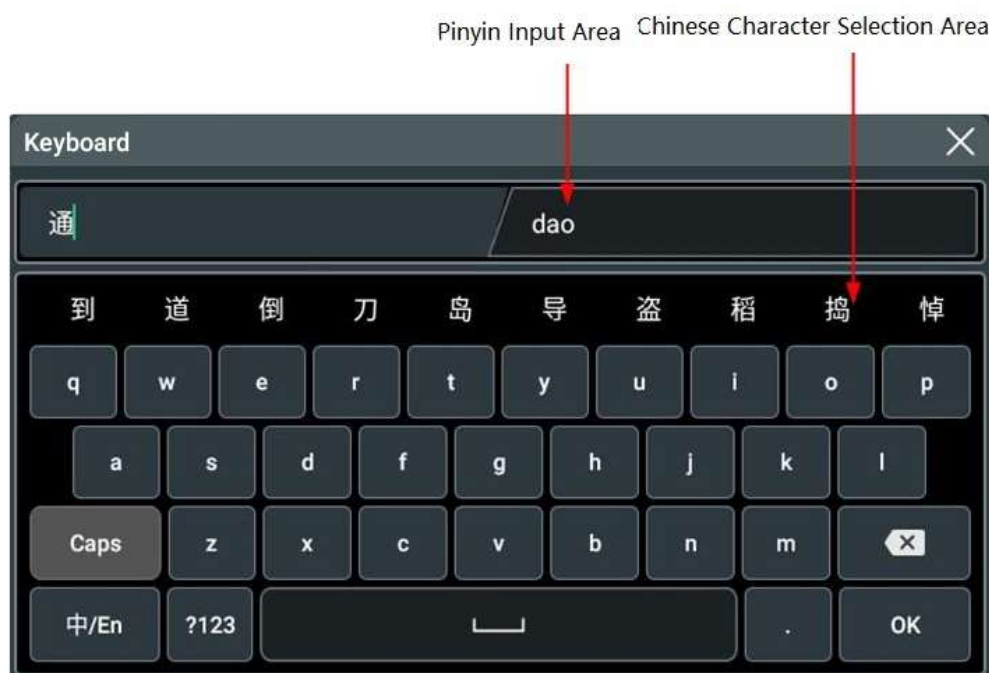 Pinyin Input Area Chinese Character Selection Area
Keyboard
通 dao
到 道 倒 刀 岛 导 盗 稻 捣 悼
q w e r t y u i o p
a s d f g h j k l
Caps z x c v b n m
中/En ?123 . OK